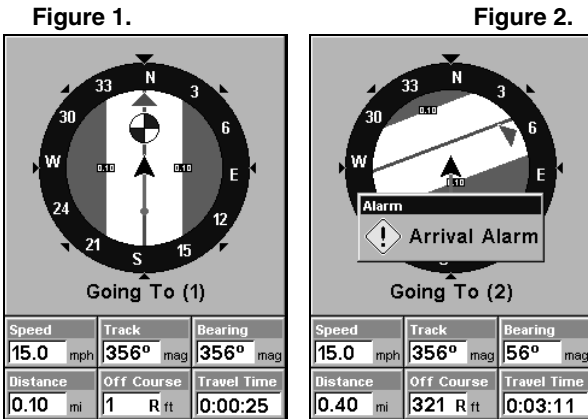 Figure 1.
N
33
3
30
6
W
0.10
0.10
E
24
12
21
15
S
Going To (1)
Speed
Track
Bearing
15.0 mph
356º mag
356º mag
Distance
Off Course
Travel Time
0.10 mi
1 R ft
0:00:25
Figure 2.
N
33
3
0.10
30
6
W
E
0.10
Alarm
Arrival Alarm
Going To (2)
Speed
Track
Bearing
15.0 mph
356º mag
56º mag
Distance
Off Course
Travel Time
0.40 mi
321 R ft
0:03:11